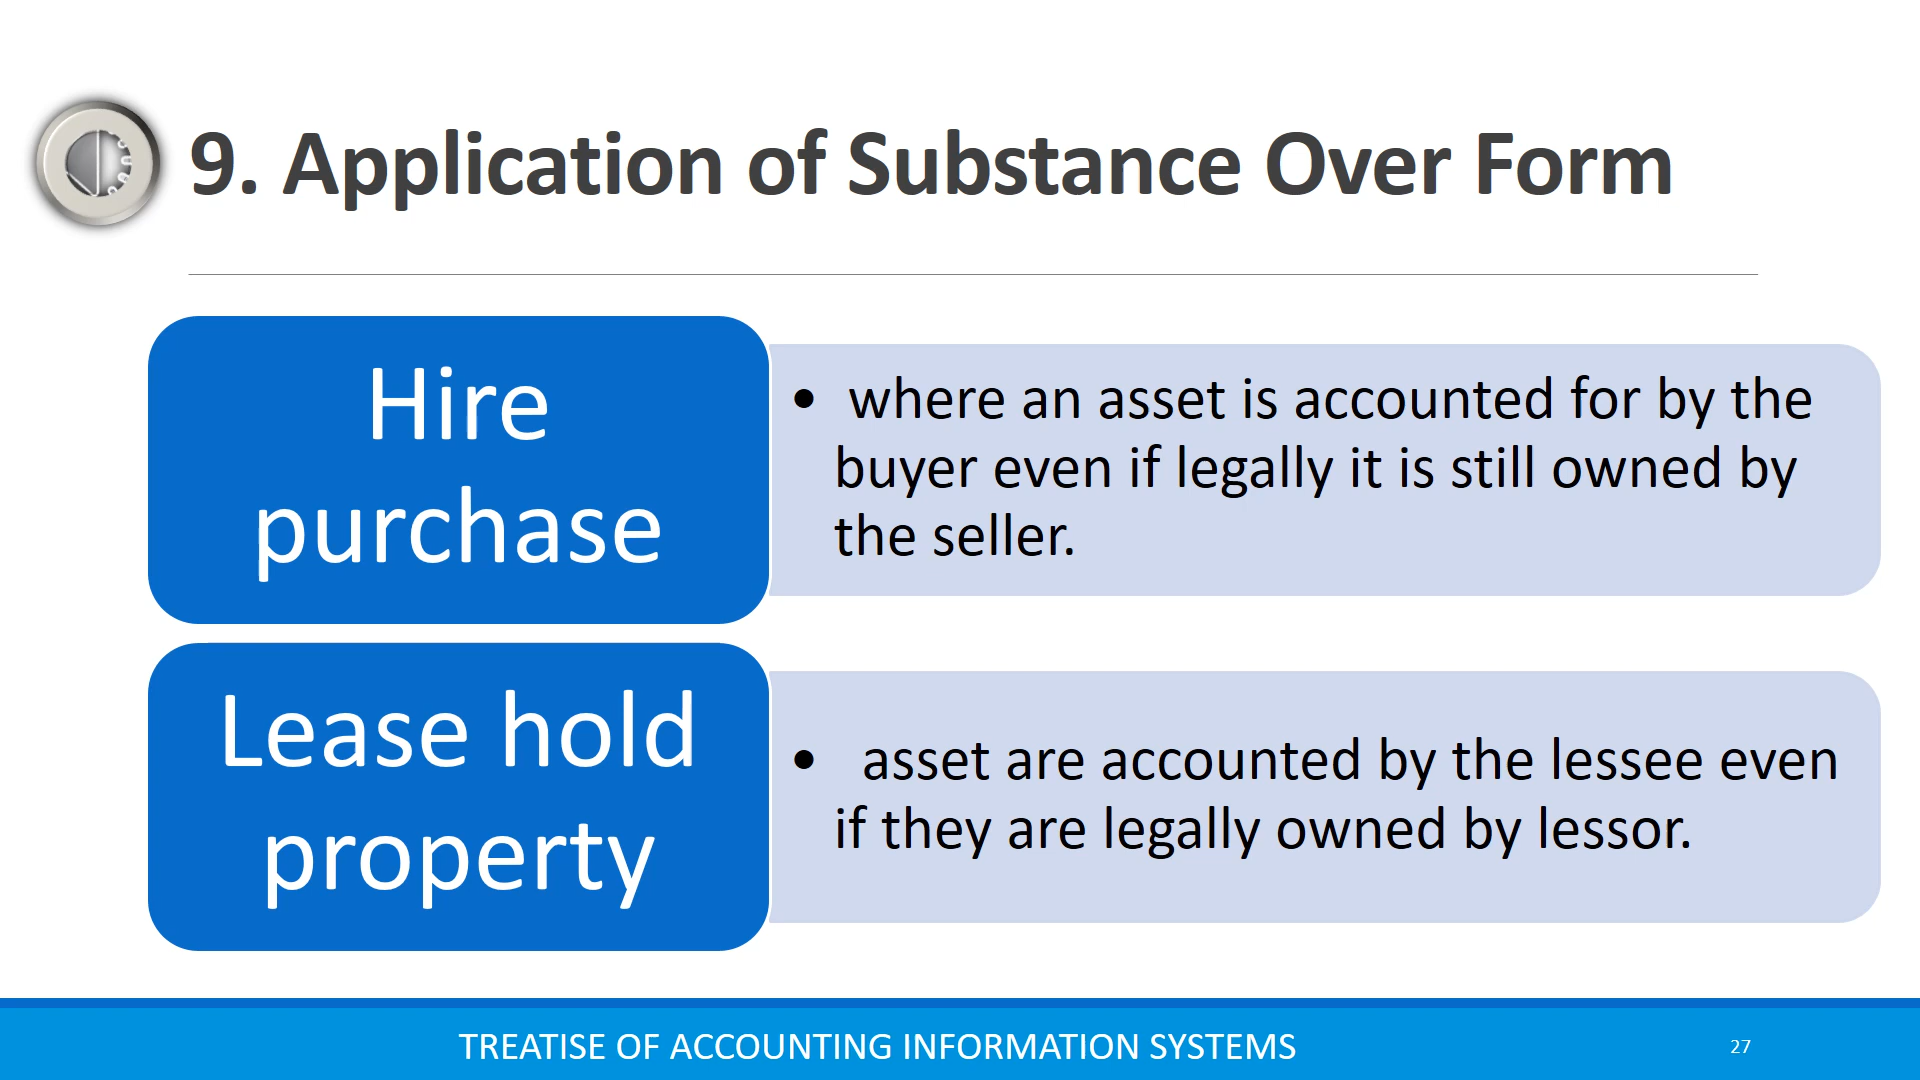 9. Application of Substance Over Form
Hire
purchase
• where an asset is accounted for by the
buyer even if legally it is still owned by
the seller.
Lease hold
property
• asset are accounted by the lessee even
if they are legally owned by lessor.
TREATISE OF ACCOUNTING INFORMATION SYSTEMS
27